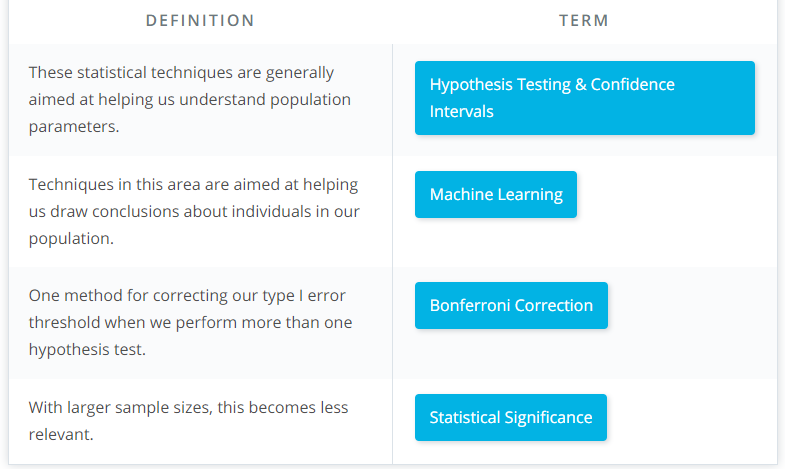 DEFINITION
TERM
These statistical techniques are generally
aimed at helping us understand population
parameters.
Hypothesis Testing & Confidence
Intervals
Techniques in this area are aimed at helping
us draw conclusions about individuals in our
population.
Machine Learning
One method for correcting our type I error
threshold when we perform more than one
hypothesis test.
Bonferroni Correction
With larger sample sizes, this becomes less
relevant.
Statistical Significance